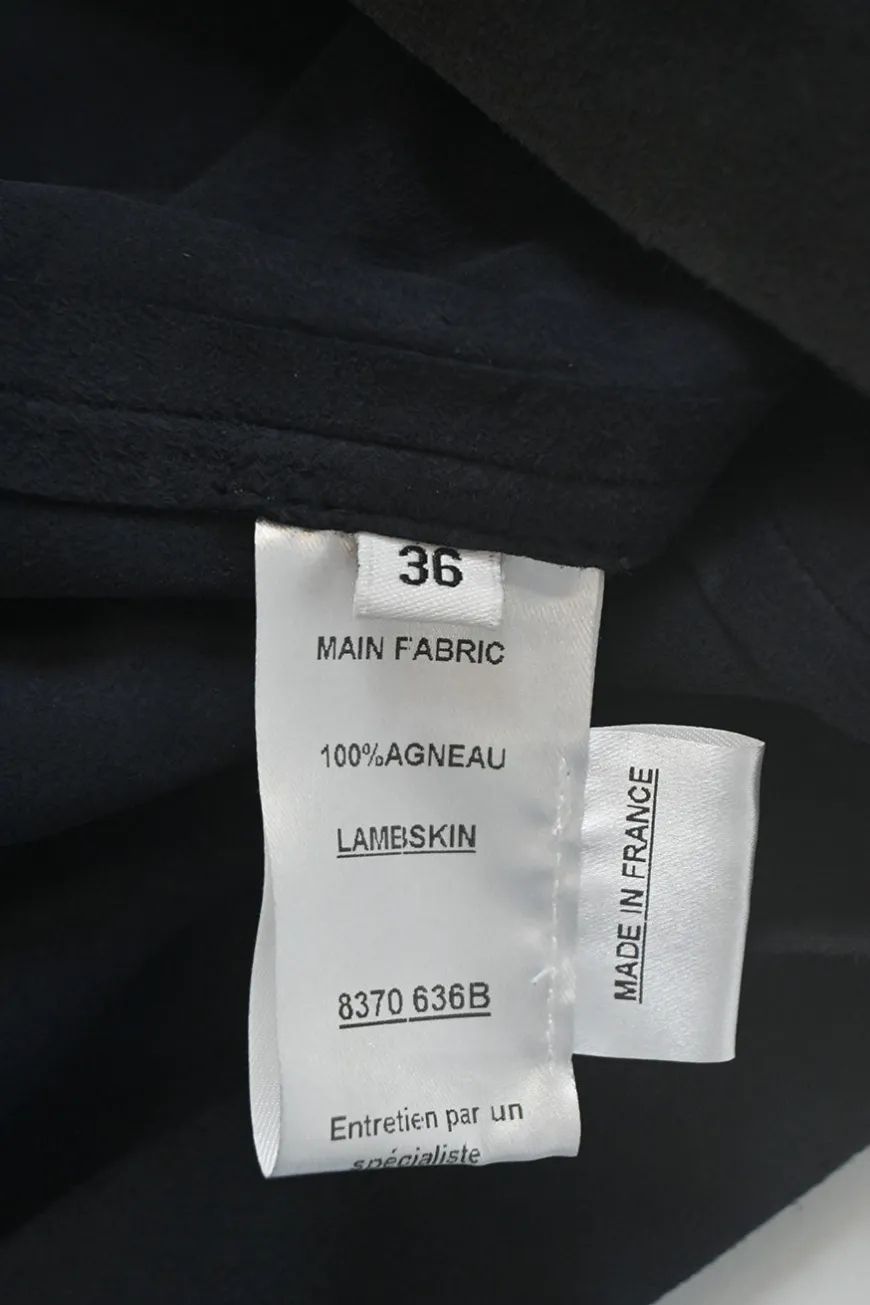 36
MAIN FABRIC
100%AGNEAU
LAMBSKIN
8370 636B
Entretien par un
spécialiste
MADE IN FRANCE